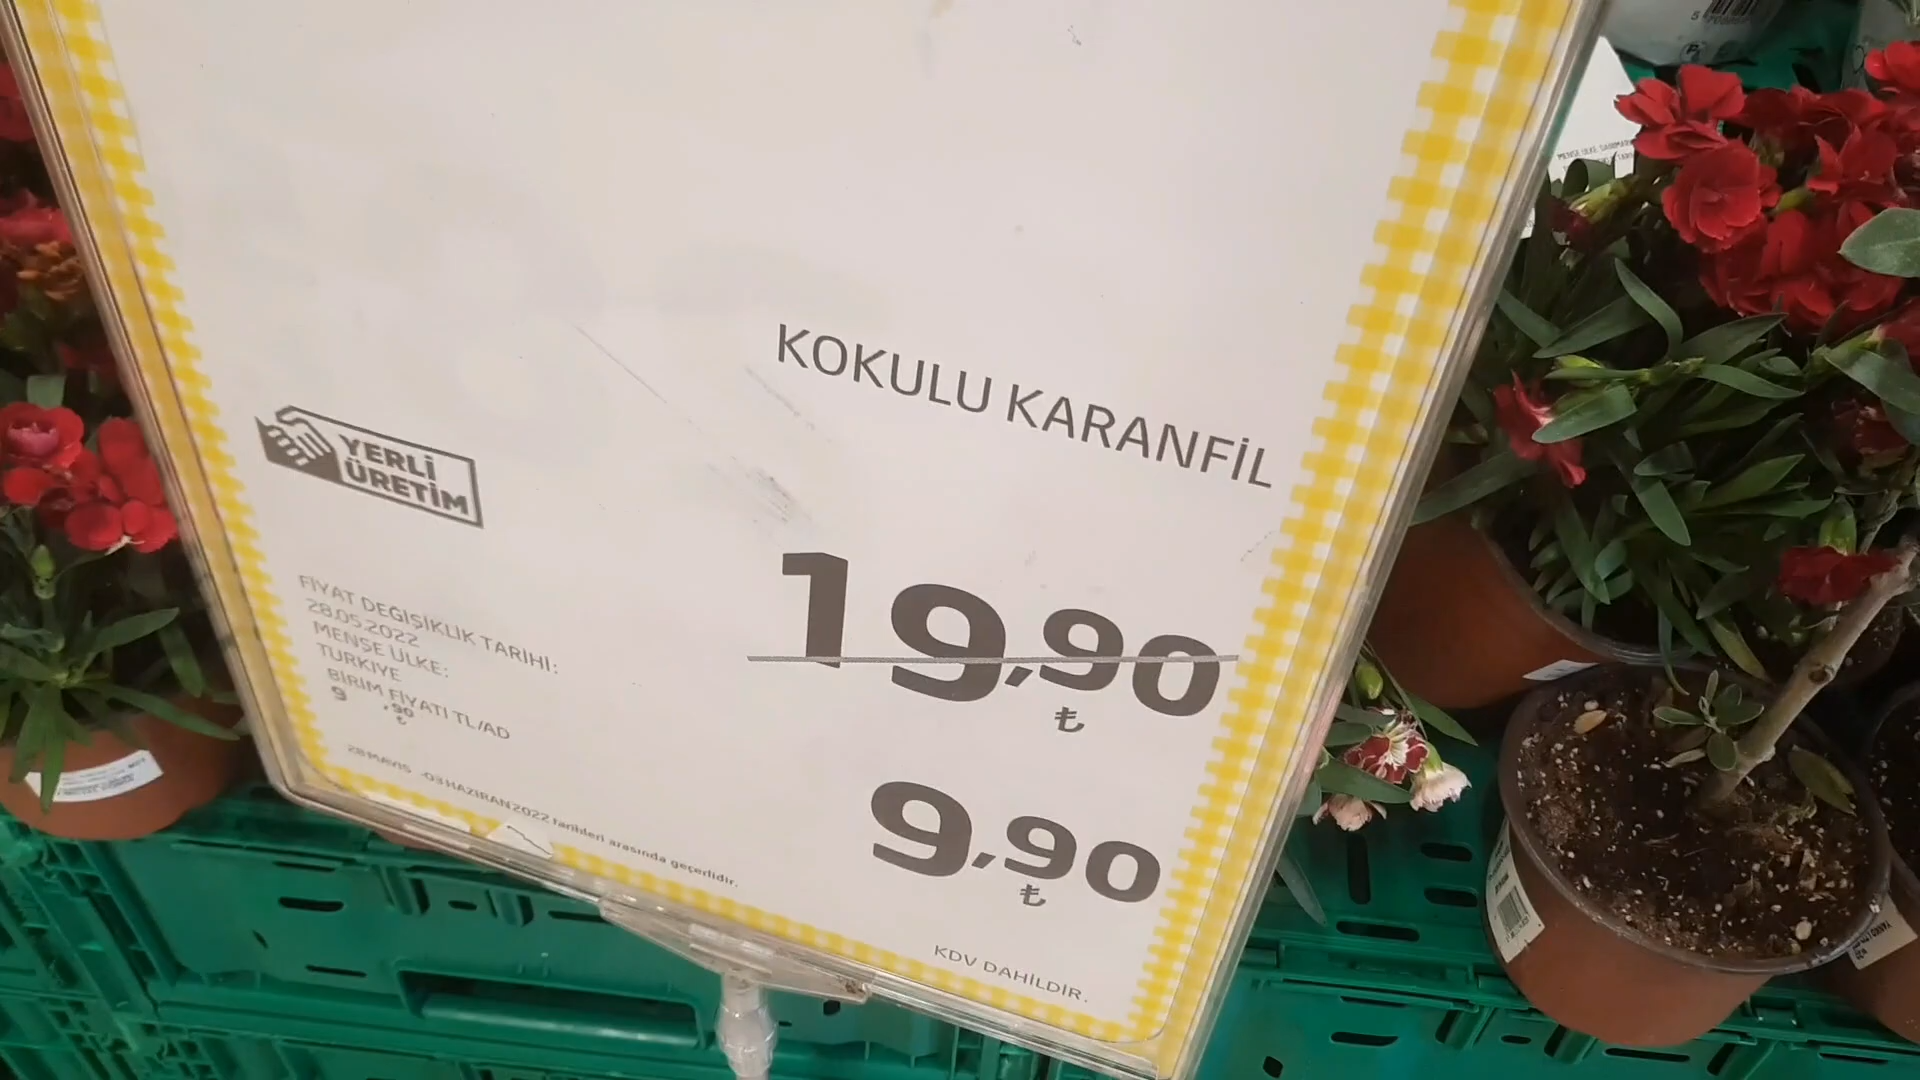 KOKULU KARANFİL
YERLİ
ÜRETİM
19,90
₺
FİYAT DEĞİŞİKLİK TARİHİ:
28.05.2022
MENŞE ÜLKE:
TÜRKİYE
BİRİM FİYATI TL/AD
9,90
₺
9,90
₺
28 MAYIS -03 HAZİRAN 2022 tarihleri arasında geçerlidir.
KDV DAHİLDİR.
MENŞE ÜLKE